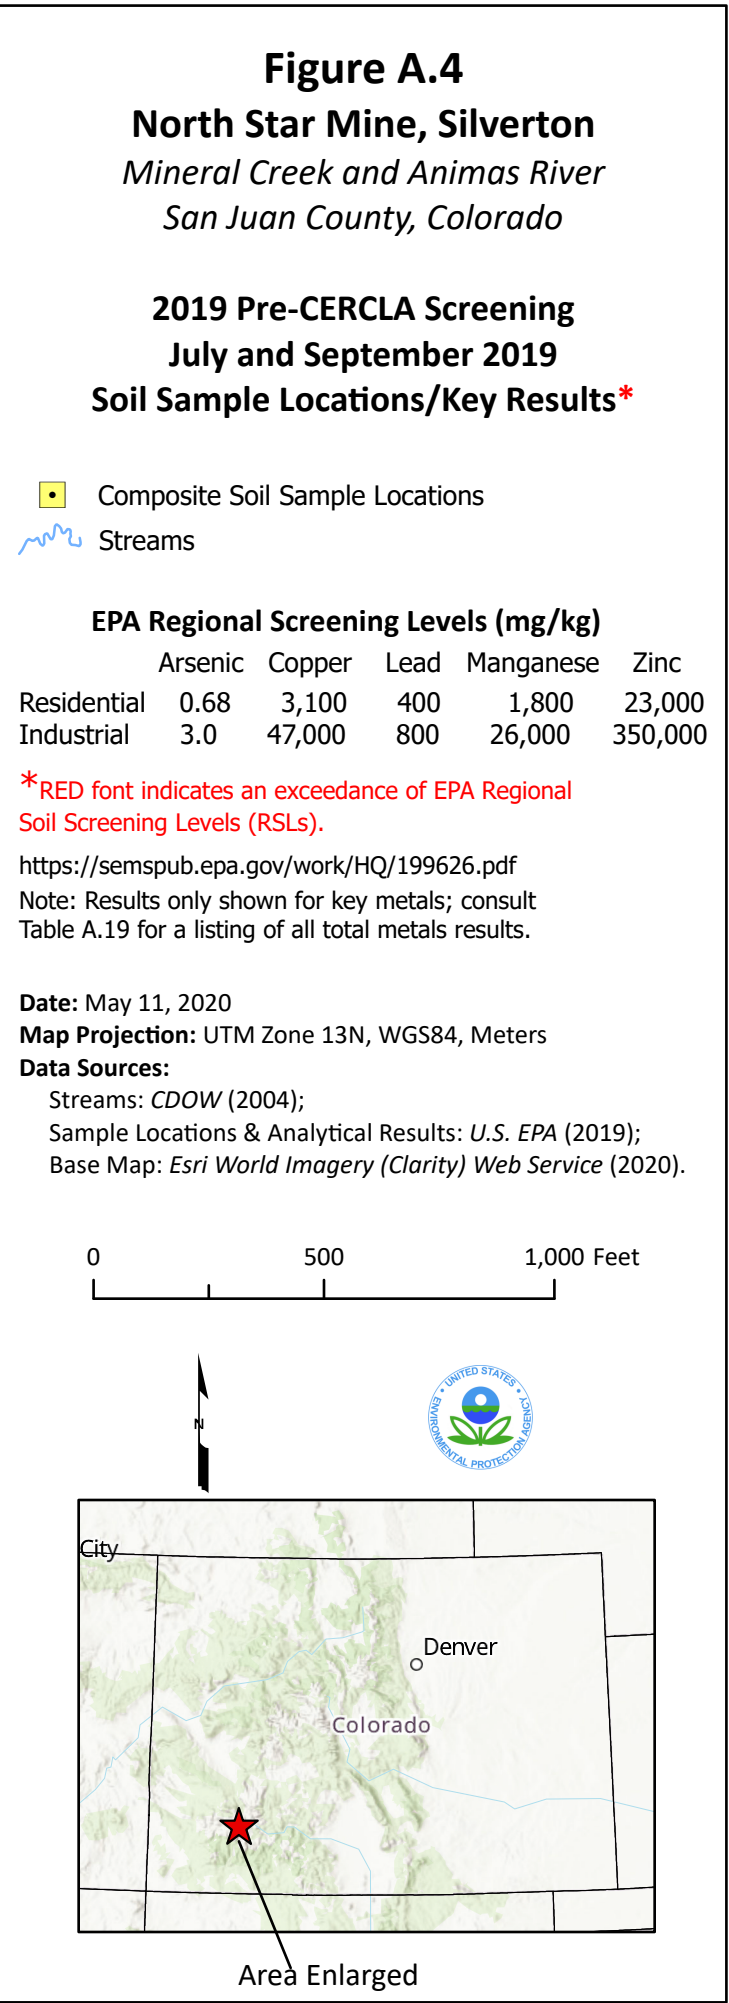 Figure A.4
North Star Mine, Silverton
Mineral Creek and Animas River
San Juan County, Colorado
2019 Pre-CERCLA Screening
July and September 2019
Soil Sample Locations/Key Results*
Composite Soil Sample Locations
Streams
EPA Regional Screening Levels (mg/kg)
Arsenic Copper Lead Manganese Zinc
Residential 0.68 3,100 400 1,800 23,000
Industrial 3.0 47,000 800 26,000 350,000
*RED font indicates an exceedance of EPA Regional
Soil Screening Levels (RSLs).
https://semspub.epa.gov/work/HQ/199626.pdf
Note: Results only shown for key metals; consult
Table A.19 for a listing of all total metals results.
Date: May 11, 2020
Map Projection: UTM Zone 13N, WGS84, Meters
Data Sources:
Streams: CDOW (2004);
Sample Locations & Analytical Results: U.S. EPA (2019);
Base Map: Esri World Imagery (Clarity) Web Service (2020).
0 500 1,000 Feet
N
UNITED STATES
ENVIRONMENTAL PROTECTION AGENCY
City
Denver
Colorado
Area Enlarged